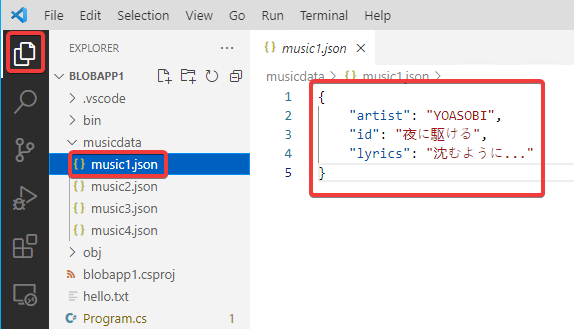 File Edit Selection View Go Run Terminal Help
EXPLORER
BLOBAPP1
.vscode
bin
musicdata
{} music1.json
{} music2.json
{} music3.json
{} music4.json
obj
blobapp1.csproj
hello.txt
Program.cs 1
{} music1.json ×
musicdata > {} music1.json >
1 {
2 "artist": "YOASOBI",
3 "id": "夜に駆ける",
4 "lyrics": "沈むように..."
5 }